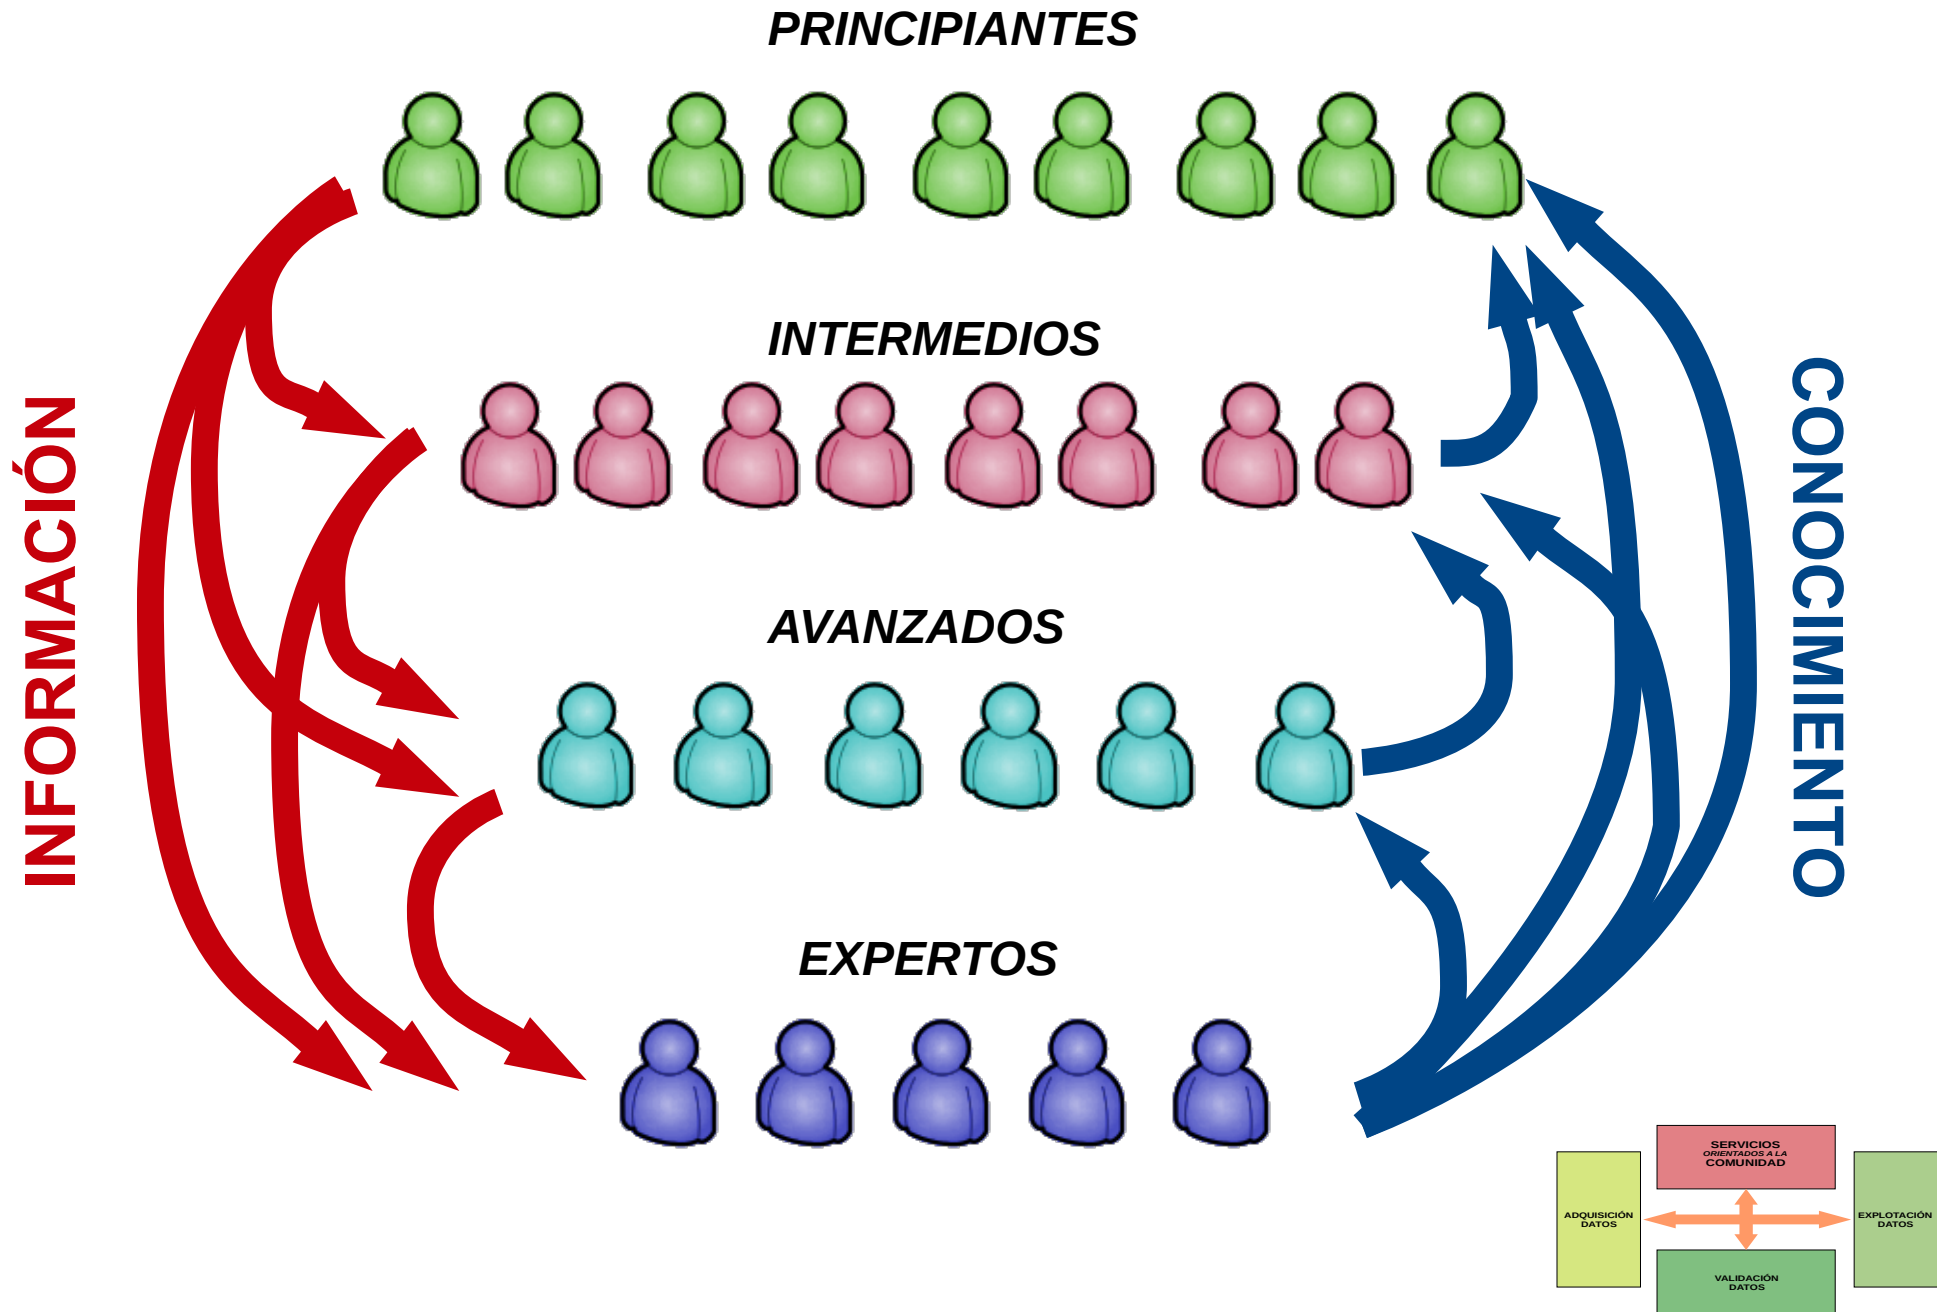 PRINCIPIANTES
INTERMEDIOS
AVANZADOS
EXPERTOS
INFORMACIÓN
CONOCIMIENTO
SERVICIOS
ORIENTADOS A LA
COMUNIDAD
ADQUISICIÓN
DATOS
EXPLOTACIÓN
DATOS
VALIDACIÓN
DATOS